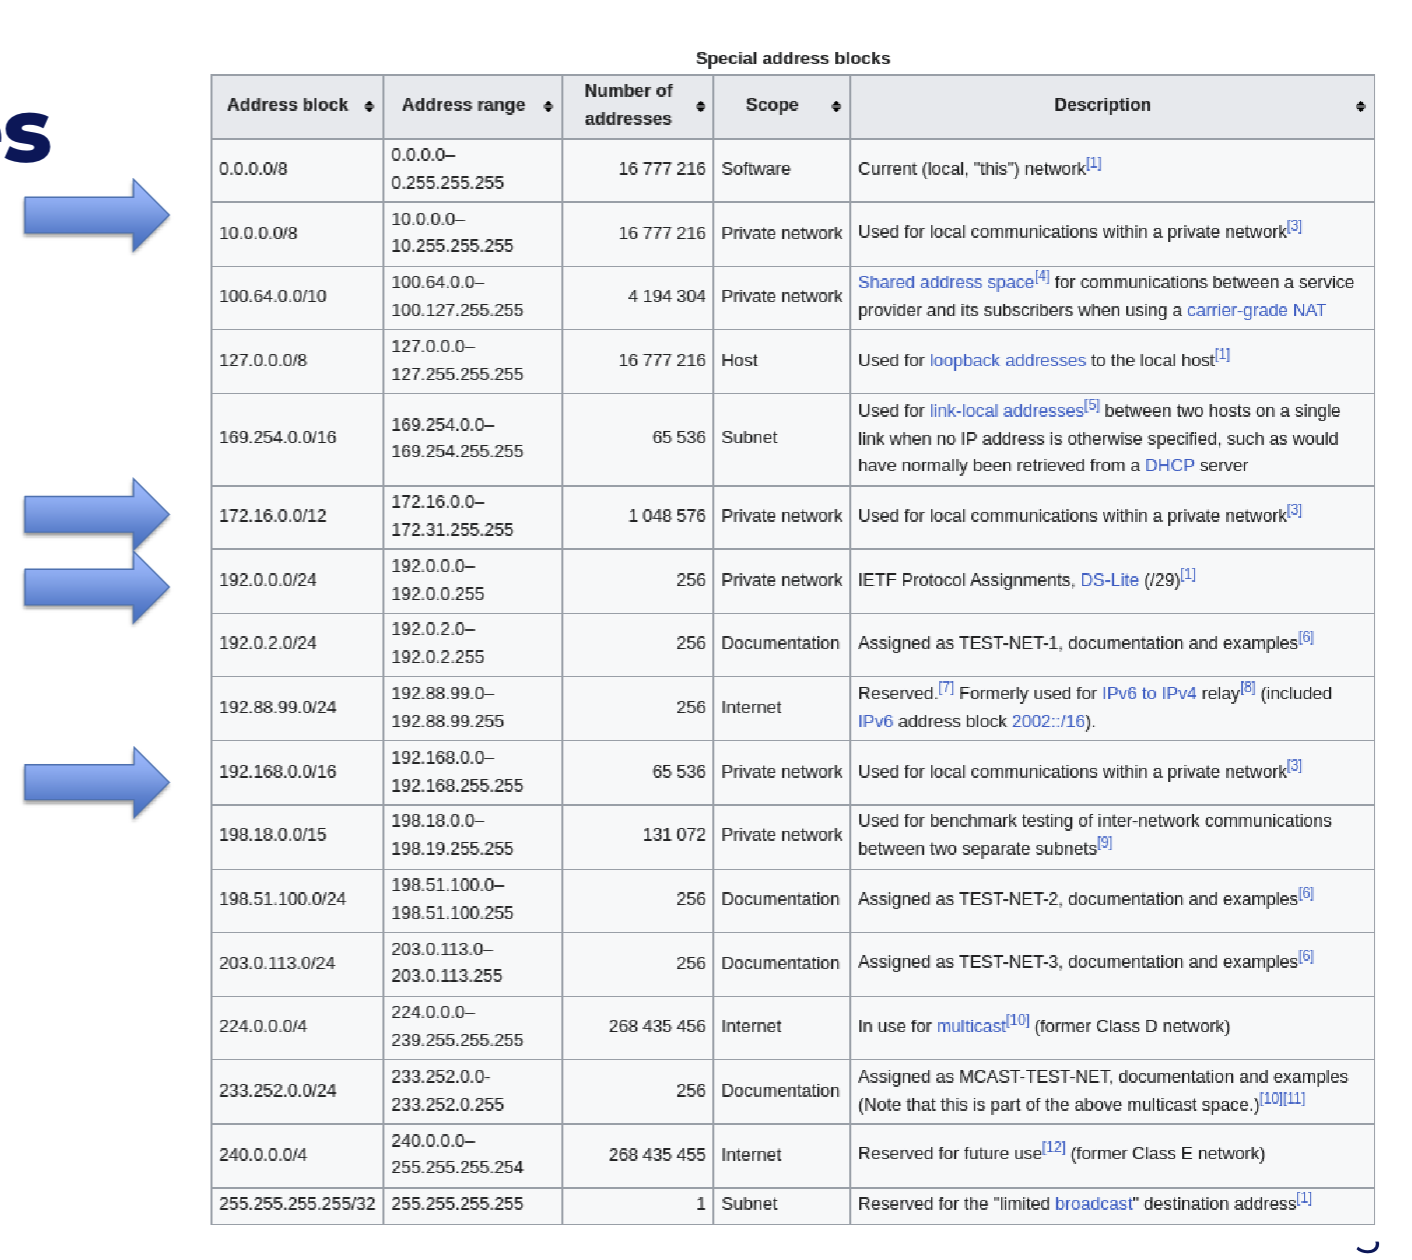 es
Special address blocks
Address block Address range Number of addresses Scope Description
0.0.0.0/8 0.0.0.0–0.255.255.255 16 777 216 Software Current (local, "this") network[1]
10.0.0.0/8 10.0.0.0–10.255.255.255 16 777 216 Private network Used for local communications within a private network[3]
100.64.0.0/10 100.64.0.0–100.127.255.255 4 194 304 Private network Shared address space[4] for communications between a service provider and its subscribers when using a carrier-grade NAT
127.0.0.0/8 127.0.0.0–127.255.255.255 16 777 216 Host Used for loopback addresses to the local host[1]
169.254.0.0/16 169.254.0.0–169.254.255.255 65 536 Subnet Used for link-local addresses[5] between two hosts on a single link when no IP address is otherwise specified, such as would have normally been retrieved from a DHCP server
172.16.0.0/12 172.16.0.0–172.31.255.255 1 048 576 Private network Used for local communications within a private network[3]
192.0.0.0/24 192.0.0.0–192.0.0.255 256 Private network IETF Protocol Assignments, DS-Lite (/29)[1]
192.0.2.0/24 192.0.2.0–192.0.2.255 256 Documentation Assigned as TEST-NET-1, documentation and examples[6]
192.88.99.0/24 192.88.99.0–192.88.99.255 256 Internet Reserved.[7] Formerly used for IPv6 to IPv4 relay[8] (included IPv6 address block 2002::/16).
192.168.0.0/16 192.168.0.0–192.168.255.255 65 536 Private network Used for local communications within a private network[3]
198.18.0.0/15 198.18.0.0–198.19.255.255 131 072 Private network Used for benchmark testing of inter-network communications between two separate subnets[9]
198.51.100.0/24 198.51.100.0–198.51.100.255 256 Documentation Assigned as TEST-NET-2, documentation and examples[6]
203.0.113.0/24 203.0.113.0–203.0.113.255 256 Documentation Assigned as TEST-NET-3, documentation and examples[6]
224.0.0.0/4 224.0.0.0–239.255.255.255 268 435 456 Internet In use for multicast[10] (former Class D network)
233.252.0.0/24 233.252.0.0-233.252.0.255 256 Documentation Assigned as MCAST-TEST-NET, documentation and examples (Note that this is part of the above multicast space.)[10][11]
240.0.0.0/4 240.0.0.0–255.255.255.254 268 435 455 Internet Reserved for future use[12] (former Class E network)
255.255.255.255/32 255.255.255.255 1 Subnet Reserved for the "limited broadcast" destination address[1]